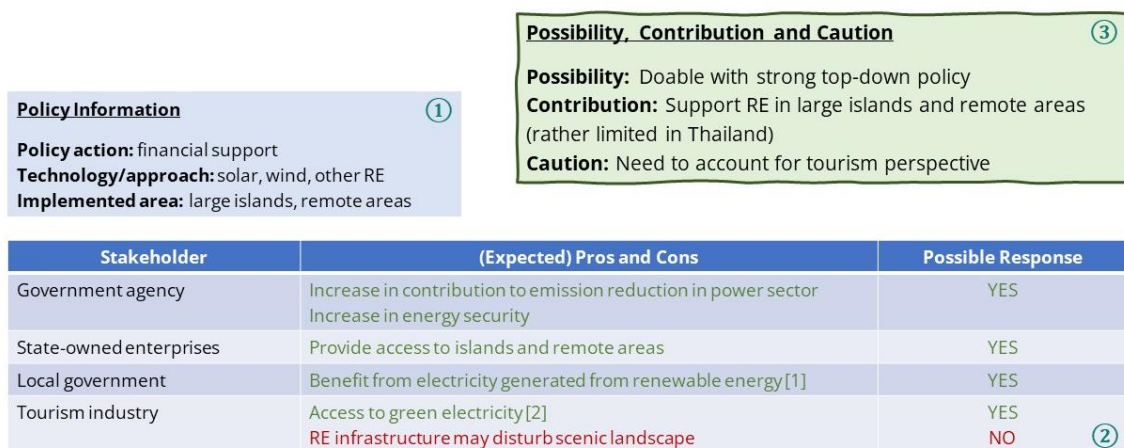 Policy Information ①
Policy action: financial support
Technology/approach: solar, wind, other RE
Implemented area: large islands, remote areas
Possibility, Contribution and Caution ③
Possibility: Doable with strong top-down policy
Contribution: Support RE in large islands and remote areas
(rather limited in Thailand)
Caution: Need to account for tourism perspective
Stakeholder (Expected) Pros and Cons Possible Response
Government agency Increase in contribution to emission reduction in power sector YES
Increase in energy security
State-owned enterprises Provide access to islands and remote areas YES
Local government Benefit from electricity generated from renewable energy[1] YES
Tourism industry Access to green electricity[2] YES
RE infrastructure may disturb scenic landscape NO ②